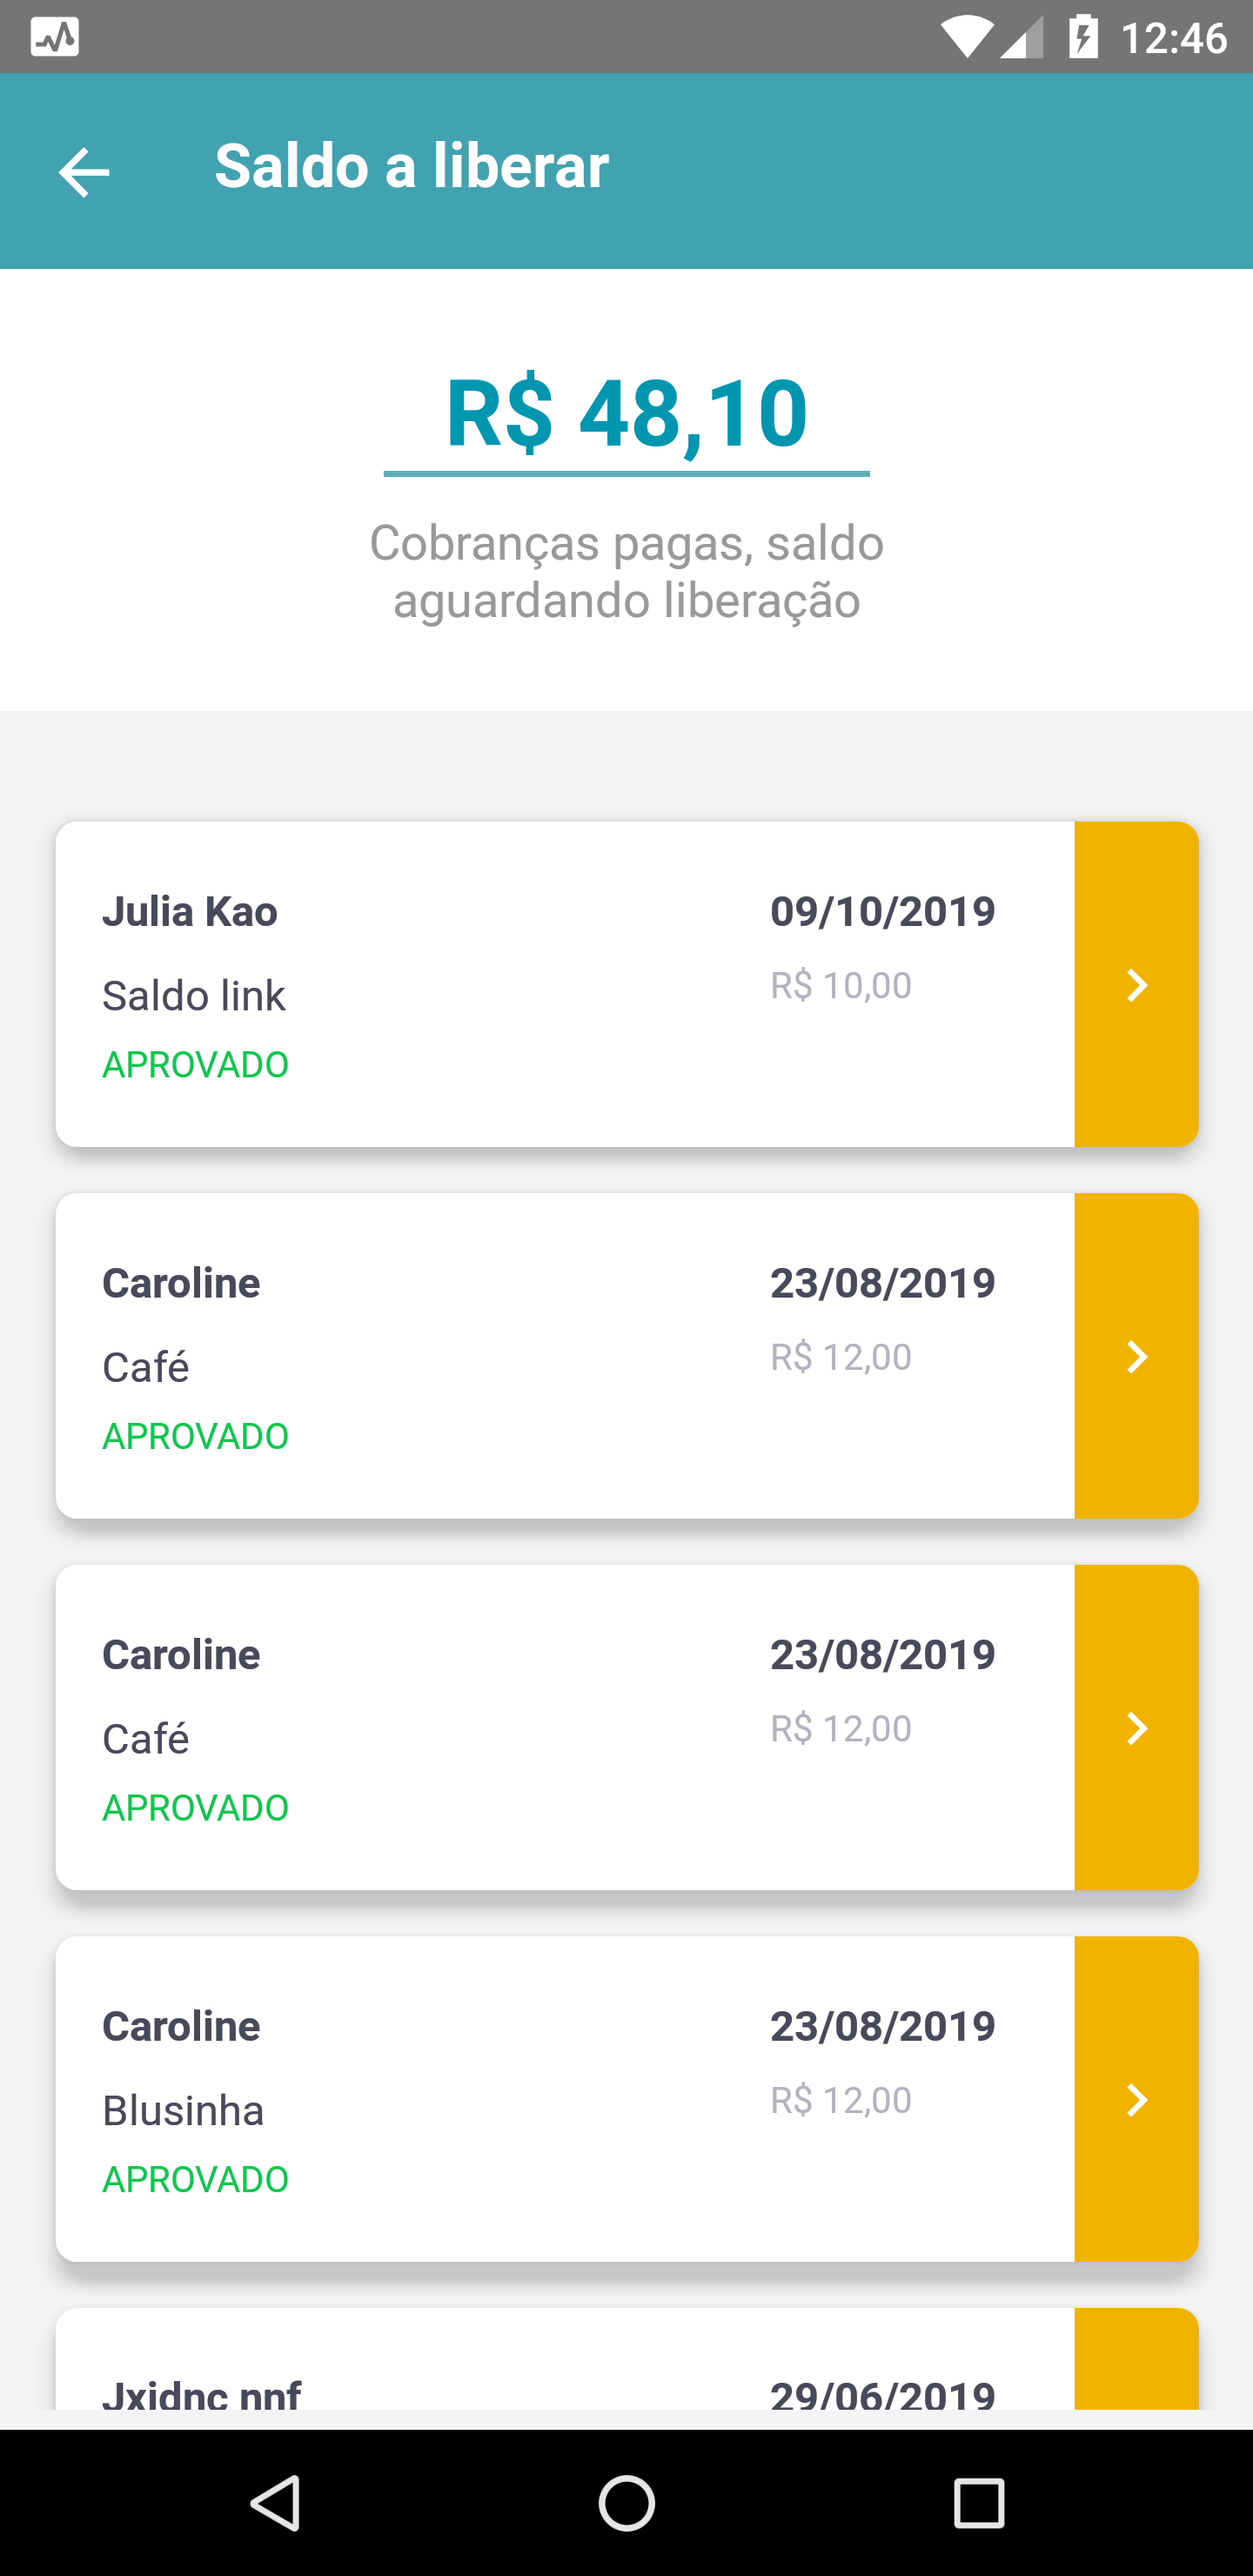 12:46
Saldo a liberar
R$ 48,10
Cobranças pagas, saldo
aguardando liberação
Julia Kao
09/10/2019
Saldo link
R$ 10,00
APROVADO
Caroline
23/08/2019
Café
R$ 12,00
APROVADO
Caroline
23/08/2019
Café
R$ 12,00
APROVADO
Caroline
23/08/2019
Blusinha
R$ 12,00
APROVADO
Jxidnc nnf
29/06/2019